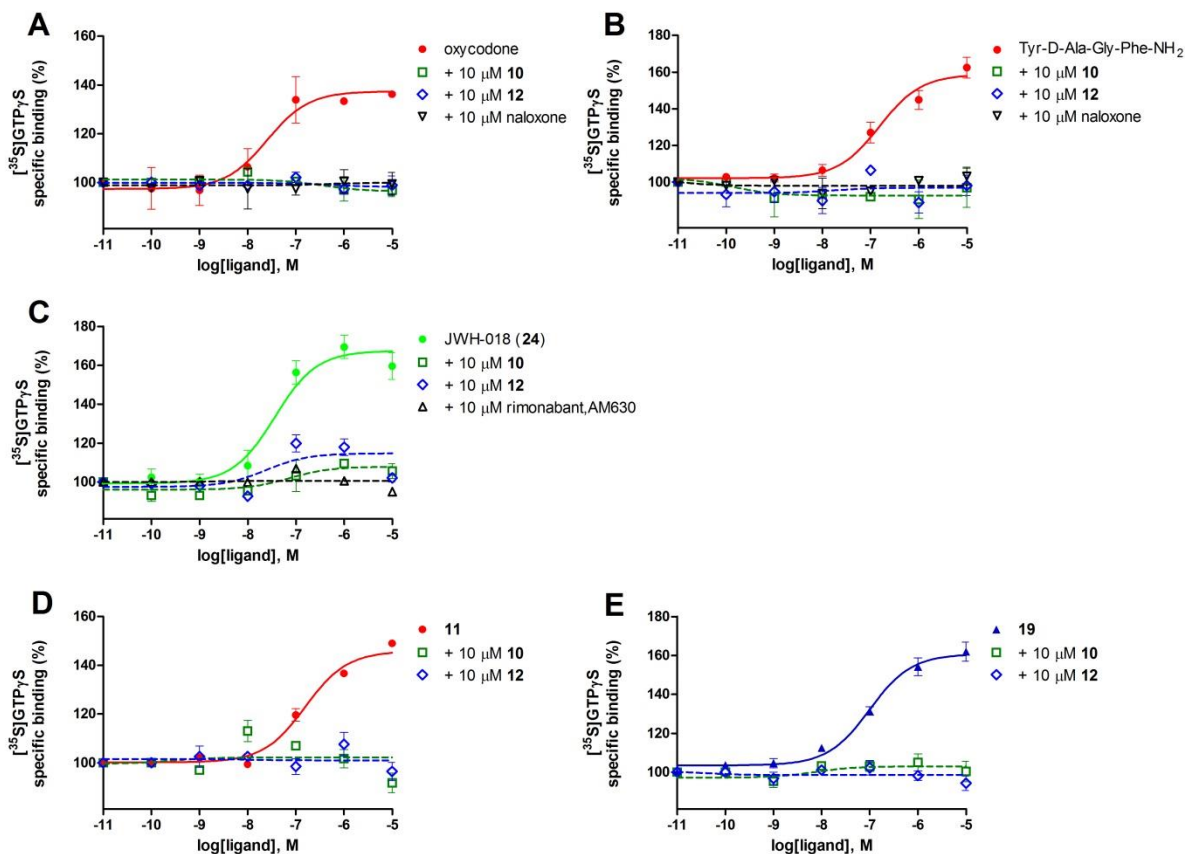 A
[35S]GTPγS
specific binding (%)
160
140
120
100
-11 -10 -9 -8 -7 -6 -5
log[ligand], M
oxycodone
+ 10 μM 10
+ 10 μM 12
+ 10 μM naloxone
B
[35S]GTPγS
specific binding (%)
180
160
140
120
100
-11 -10 -9 -8 -7 -6 -5
log[ligand], M
Tyr-D-Ala-Gly-Phe-NH2
+ 10 μM 10
+ 10 μM 12
+ 10 μM naloxone
C
[35S]GTPγS
specific binding (%)
180
160
140
120
100
-11 -10 -9 -8 -7 -6 -5
log[ligand], M
JWH-018 (24)
+ 10 μM 10
+ 10 μM 12
+ 10 μM rimonabant,AM630
D
[35S]GTPγS
specific binding (%)
160
140
120
100
-11 -10 -9 -8 -7 -6 -5
log[ligand], M
11
+ 10 μM 10
+ 10 μM 12
E
[35S]GTPγS
specific binding (%)
180
160
140
120
100
-11 -10 -9 -8 -7 -6 -5
log[ligand], M
19
+ 10 μM 10
+ 10 μM 12